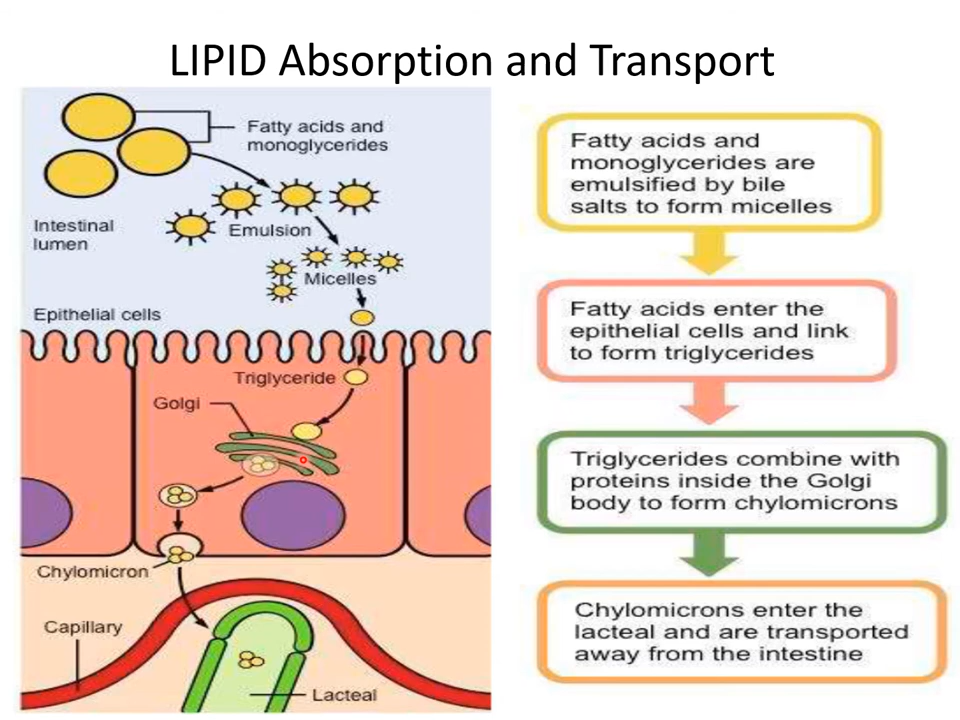 LIPID Absorption and Transport
Fatty acids and
monoglycerides
Intestinal
lumen
Emulsion
Micelles
Epithelial cells
Triglyceride
Golgi
Chylomicron
Capillary
Lacteal
Fatty acids and
monoglycerides are
emulsified by bile
salts to form micelles
Fatty acids enter the
epithelial cells and link
to form triglycerides
Triglycerides combine with
proteins inside the Golgi
body to form chylomicrons
Chylomicrons enter the
lacteal and are transported
away from the intestine